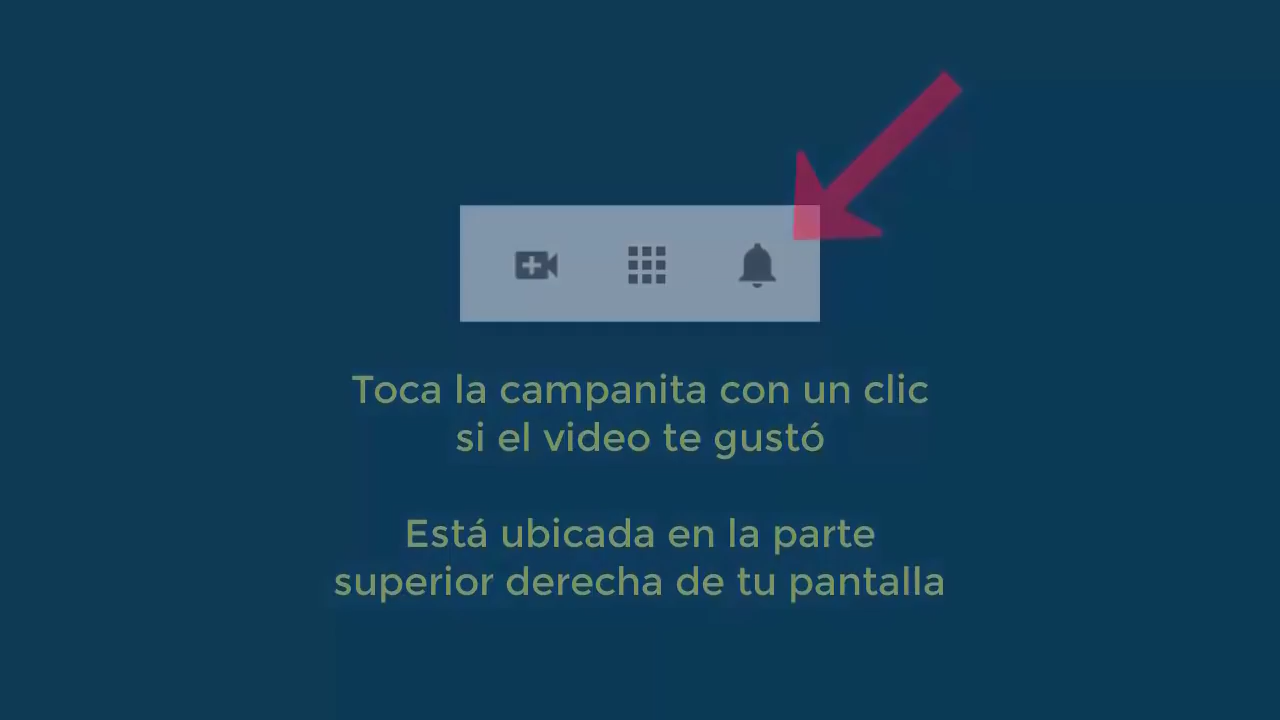 Toca la campanita con un clic
si el video te gustó
Está ubicada en la parte
superior derecha de tu pantalla